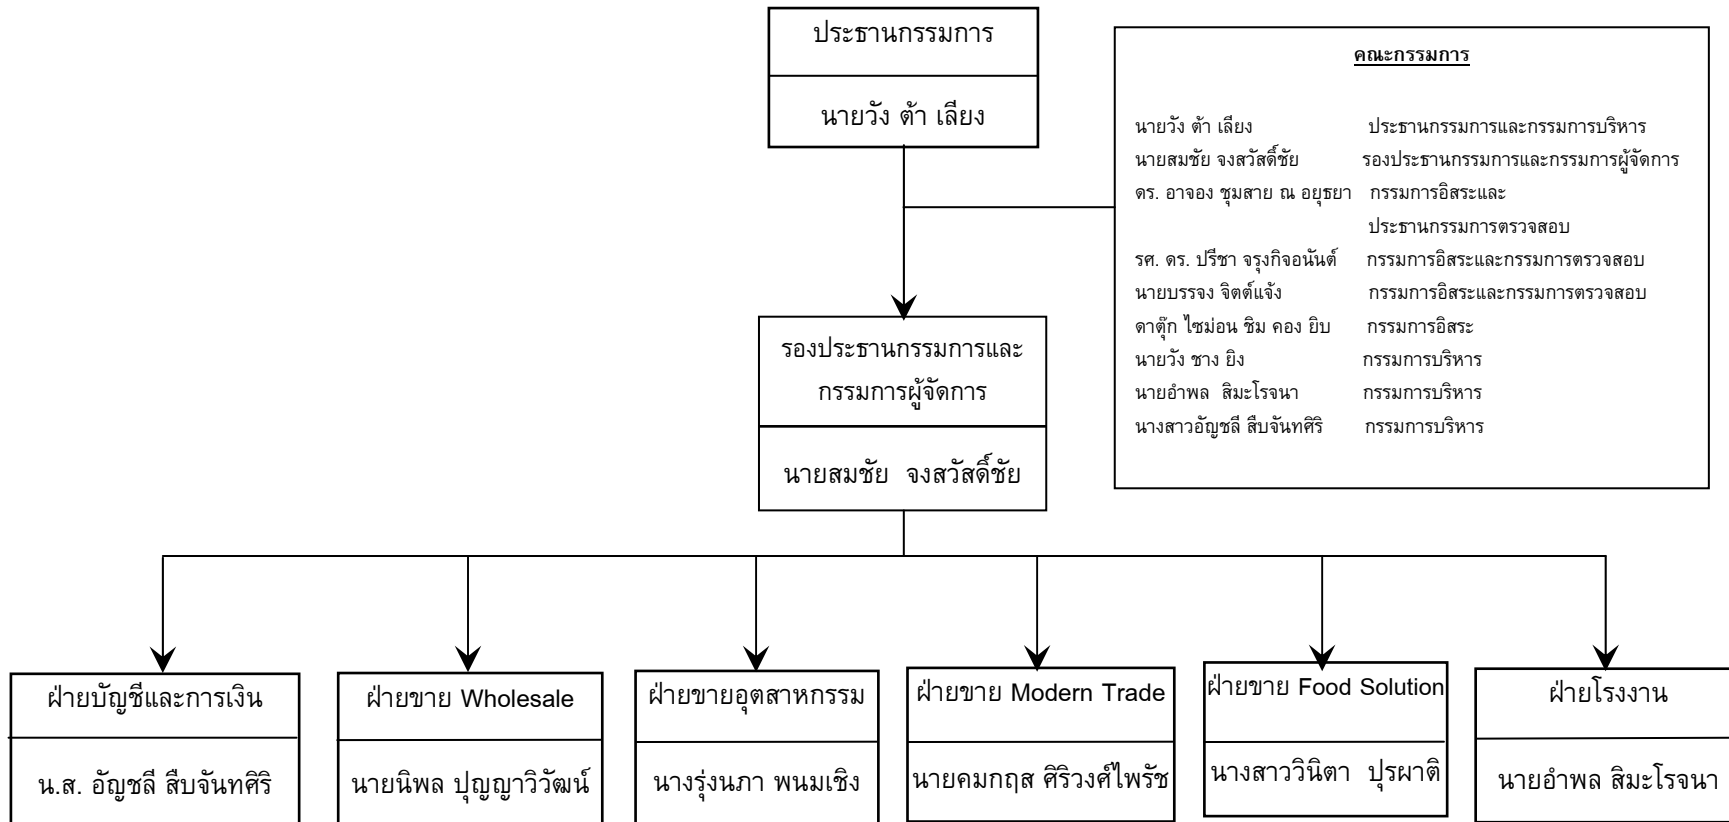 ประธานกรรมการ
นายวัง ต้า เลียง
คณะกรรมการ
นายวัง ต้า เลียง ประธานกรรมการและกรรมการบริหาร
นายสมชัย จงสวัสดิ์ชัย รองประธานกรรมการและกรรมการผู้จัดการ
ดร. อาจอง ชุมสาย ณ อยุธยา กรรมการอิสระและ
ประธานกรรมการตรวจสอบ
รศ. ดร. ปรีชา จรุงกิจอนันต์ กรรมการอิสระและกรรมการตรวจสอบ
นายบรรจง จิตต์แจ้ง กรรมการอิสระและกรรมการตรวจสอบ
ดาตุ๊ก ไซม่อน ชิม คอง ยิบ กรรมการอิสระ
นายวัง ชาง ยิง กรรมการบริหาร
นายอำพล สิมะโรจนา กรรมการบริหาร
นางสาวอัญชลี สืบจันทศิริ กรรมการบริหาร
รองประธานกรรมการและ
กรรมการผู้จัดการ
นายสมชัย จงสวัสดิ์ชัย
ฝ่ายบัญชีและการเงิน
น.ส. อัญชลี สืบจันทศิริ
ฝ่ายขาย Wholesale
นายนิพล ปุญญาวิวัฒน์
ฝ่ายขายอุตสาหกรรม
นางรุ่งนภา พนมเชิง
ฝ่ายขาย Modern Trade
นายคมกฤส ศิริวงศ์ไพรัช
ฝ่ายขาย Food Solution
นางสาววินิตา ปุรผาติ
ฝ่ายโรงงาน
นายอำพล สิมะโรจนา